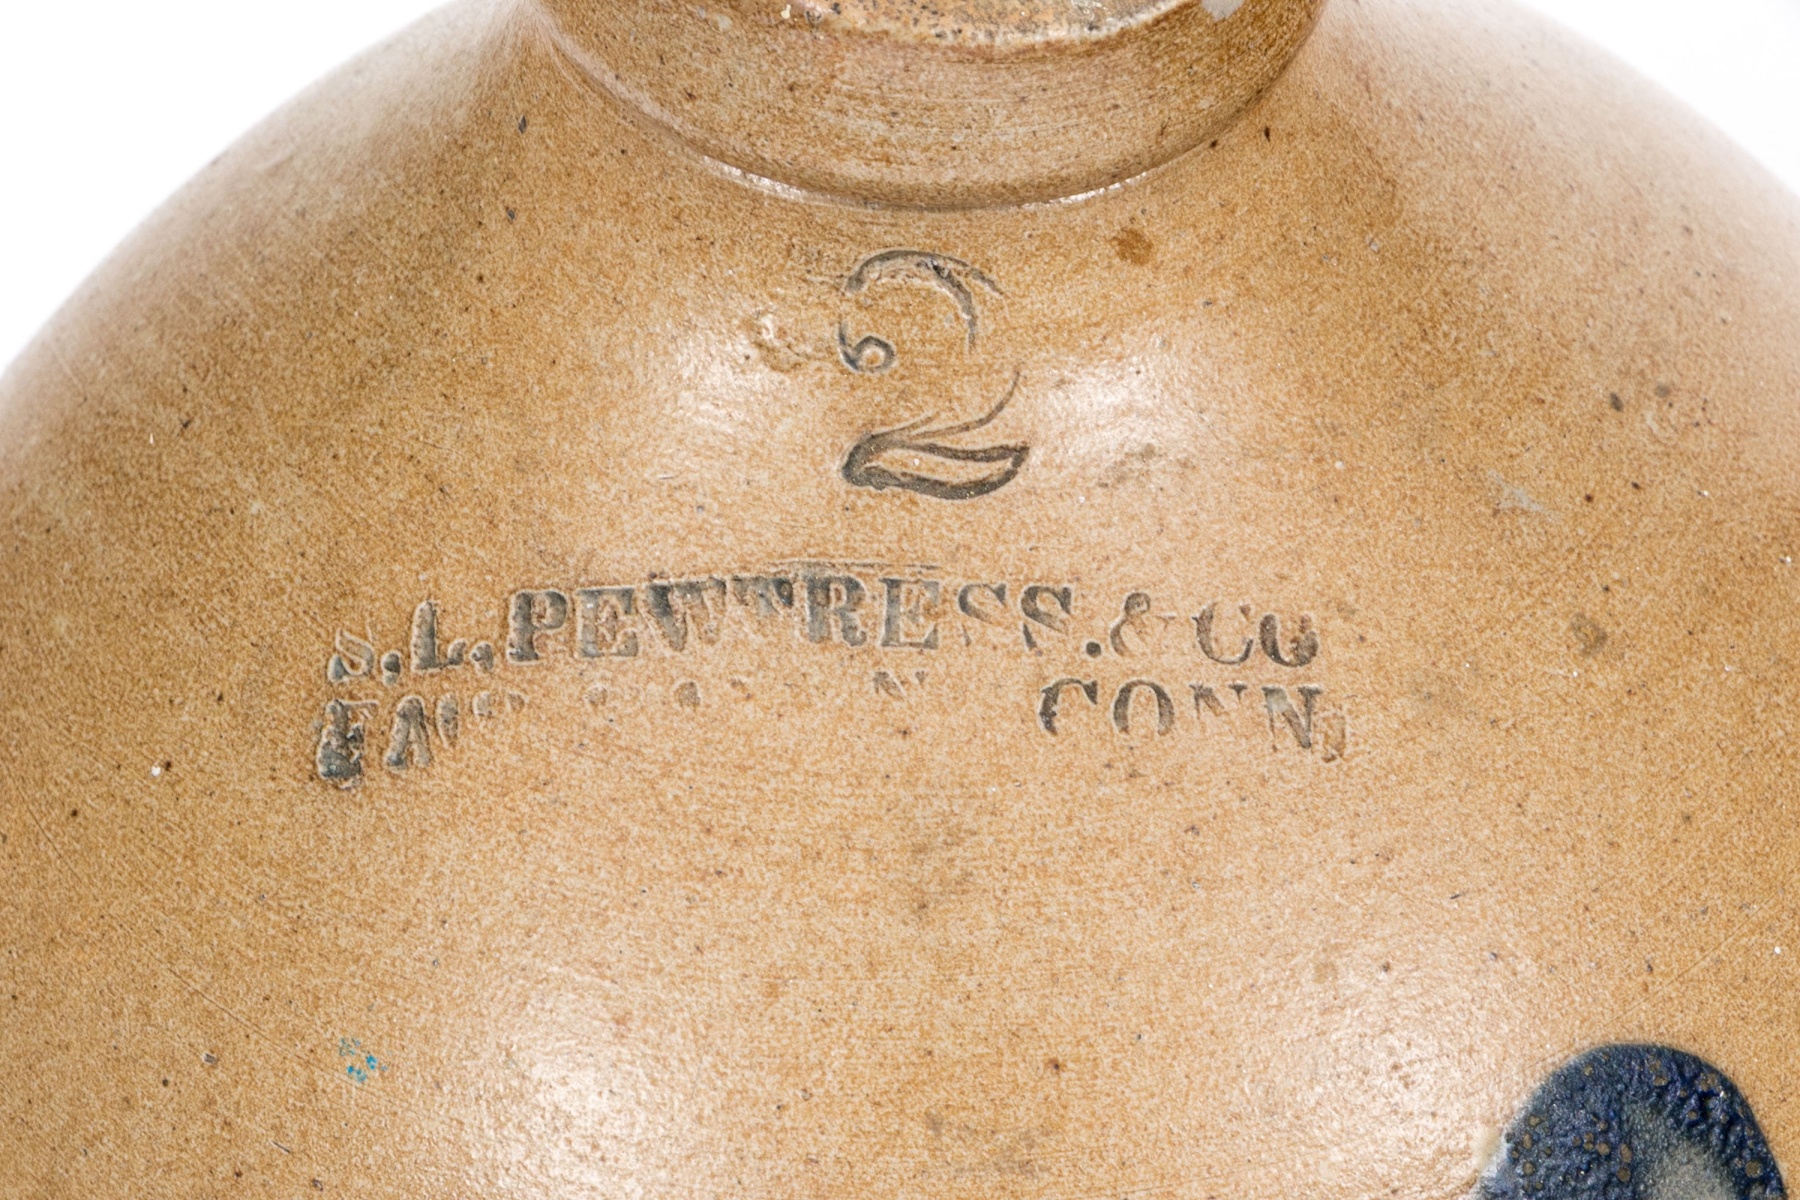 2
S.L. PEWTRESS. & CO
CONN